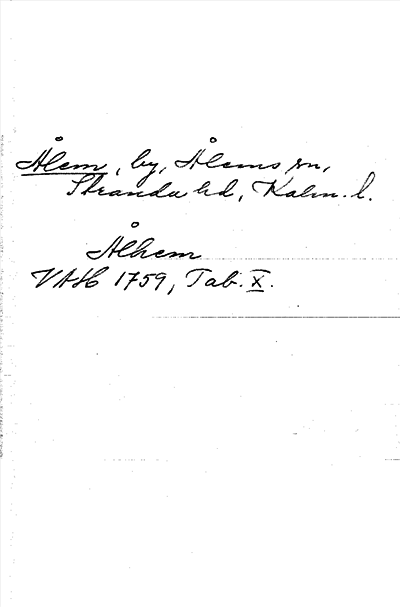 Ålem, by, Ålems sn,
Stranda hd, Kalm. l.
Ålhem
VAH 1759, Tab. X.